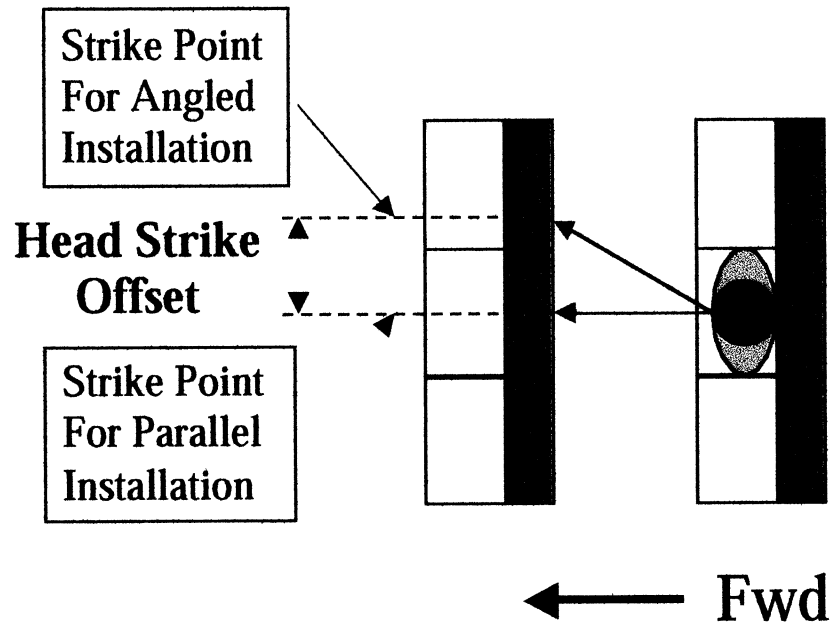 Strike Point
For Angled
Installation
Head Strike
Offset
Strike Point
For Parallel
Installation
Fwd